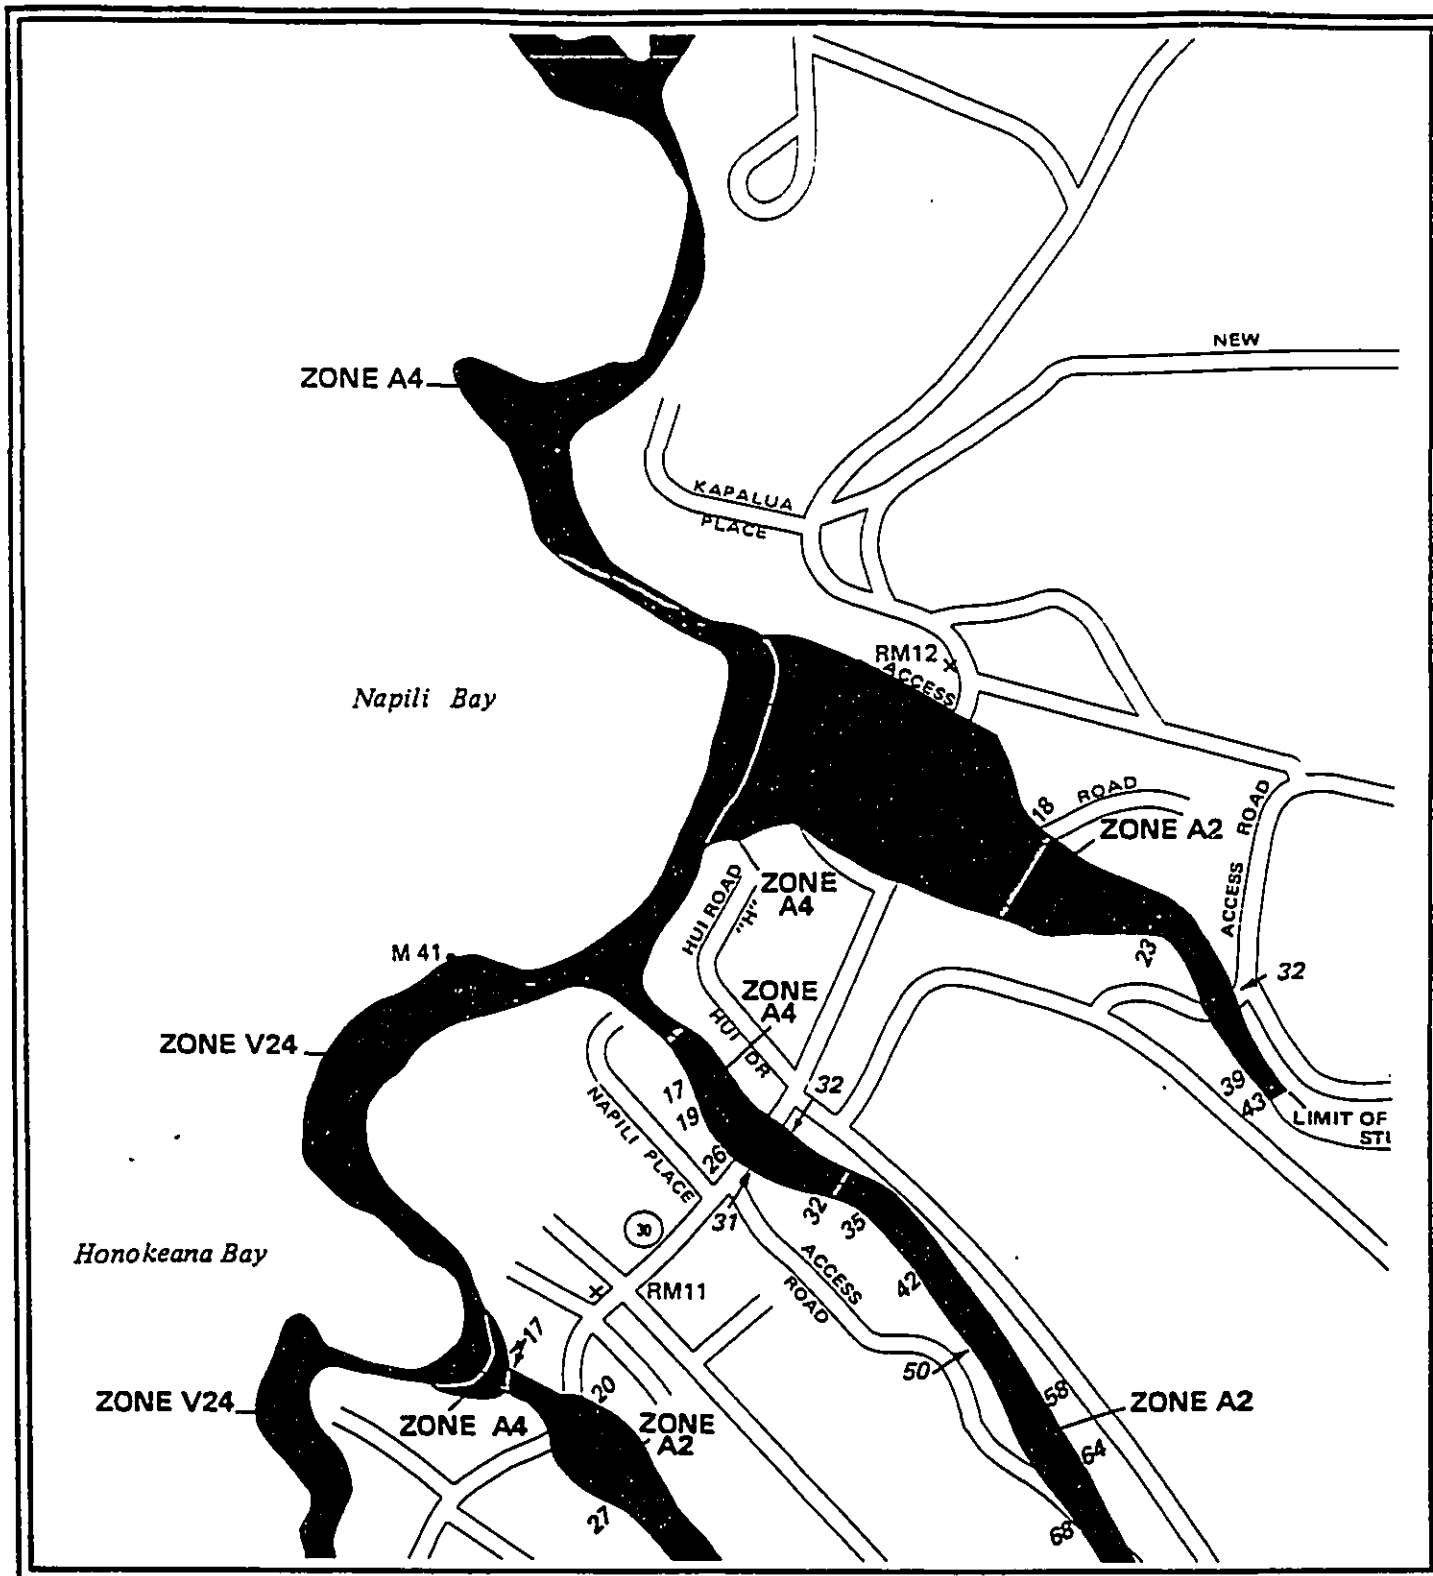 NEW
ZONE A4
KAPALUA
PLACE
RM12
ACCESS
Napili Bay
18
ROAD
ZONE A2
ACCESS ROAD
HUI ROAD
"H"
ZONE
A4
M 41
23
32
ZONE
A4
HUI DR
ZONE V24
17
19
26
32
39
43
LIMIT OF
NAPILI PLACE
31
32
35
30
Honokeana Bay
ACCESS
ROAD
42
RM11
17
50
20
58
ZONE V24
ZONE A4
ZONE
A2
ZONE A2
64
27
68